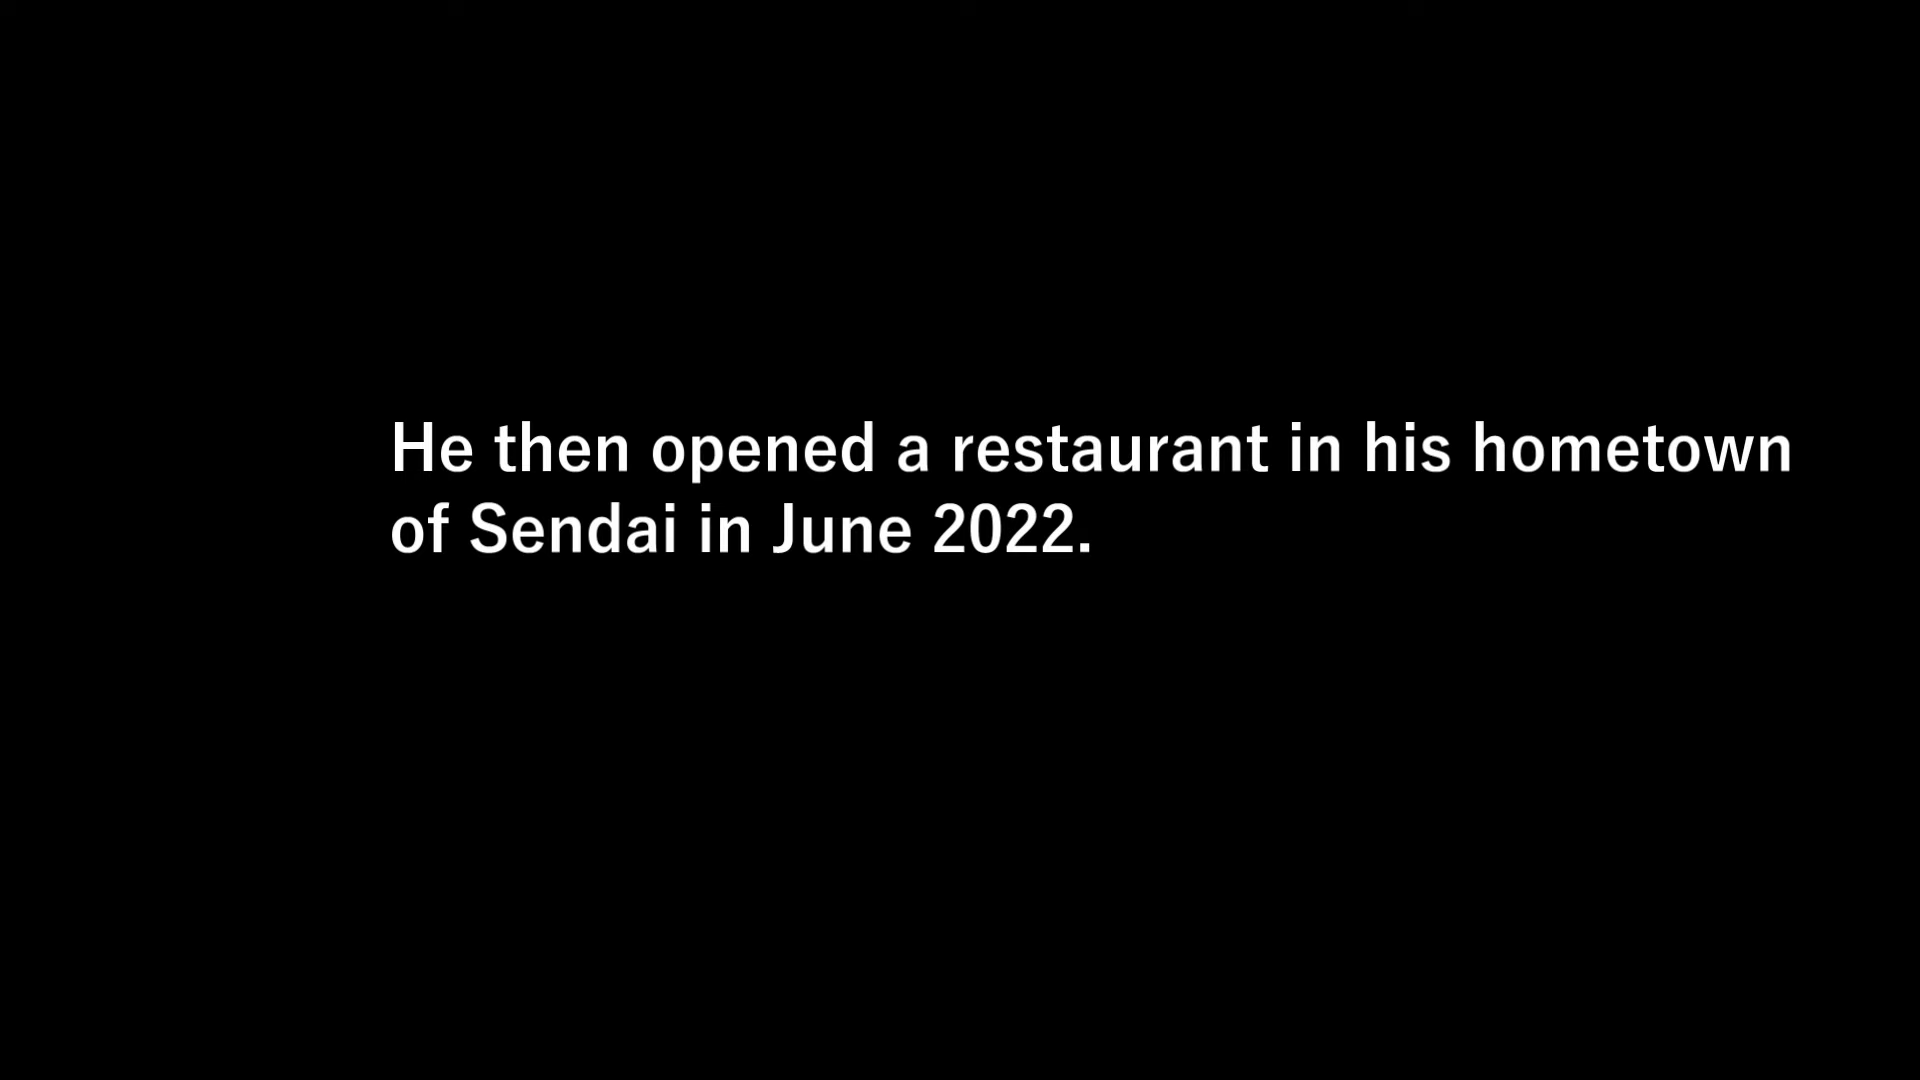 He then opened a restaurant in his hometown
of Sendai in June 2022.